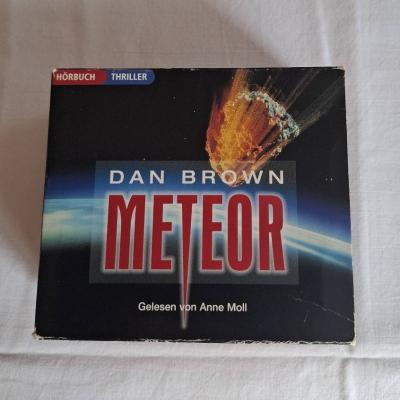 HÖRBUCH THRILLER
DAN BROWN
METEOR
Gelesen von Anne Moll